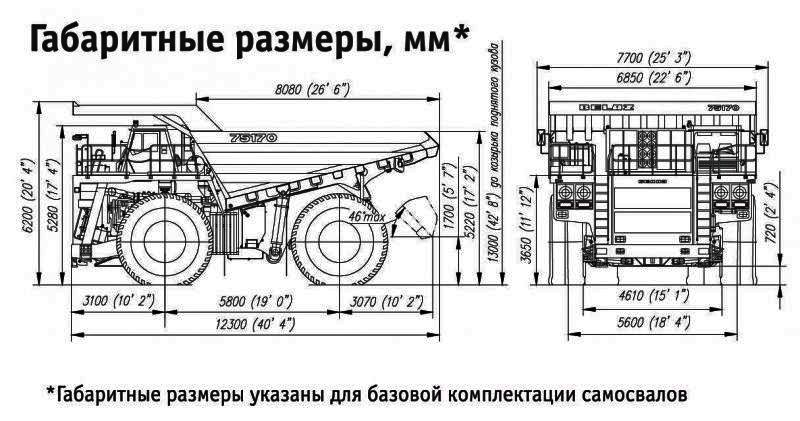 Габаритные размеры, мм*
8080 (26' 6")
7700 (25' 3")
6850 (22' 6")
6200 (20' 4")
5280 (17' 4")
75170
46°max
1700 (5' 7")
5220 (17' 2")
13000 (42' 8") до козырька поднятого кузова
BELAZ 75170
3650 (11' 12")
720 (2' 4")
3100 (10' 2")
5800 (19' 0")
3070 (10' 2")
12300 (40' 4")
4610 (15' 1")
5600 (18' 4")
*Габаритные размеры указаны для базовой комплектации самосвалов